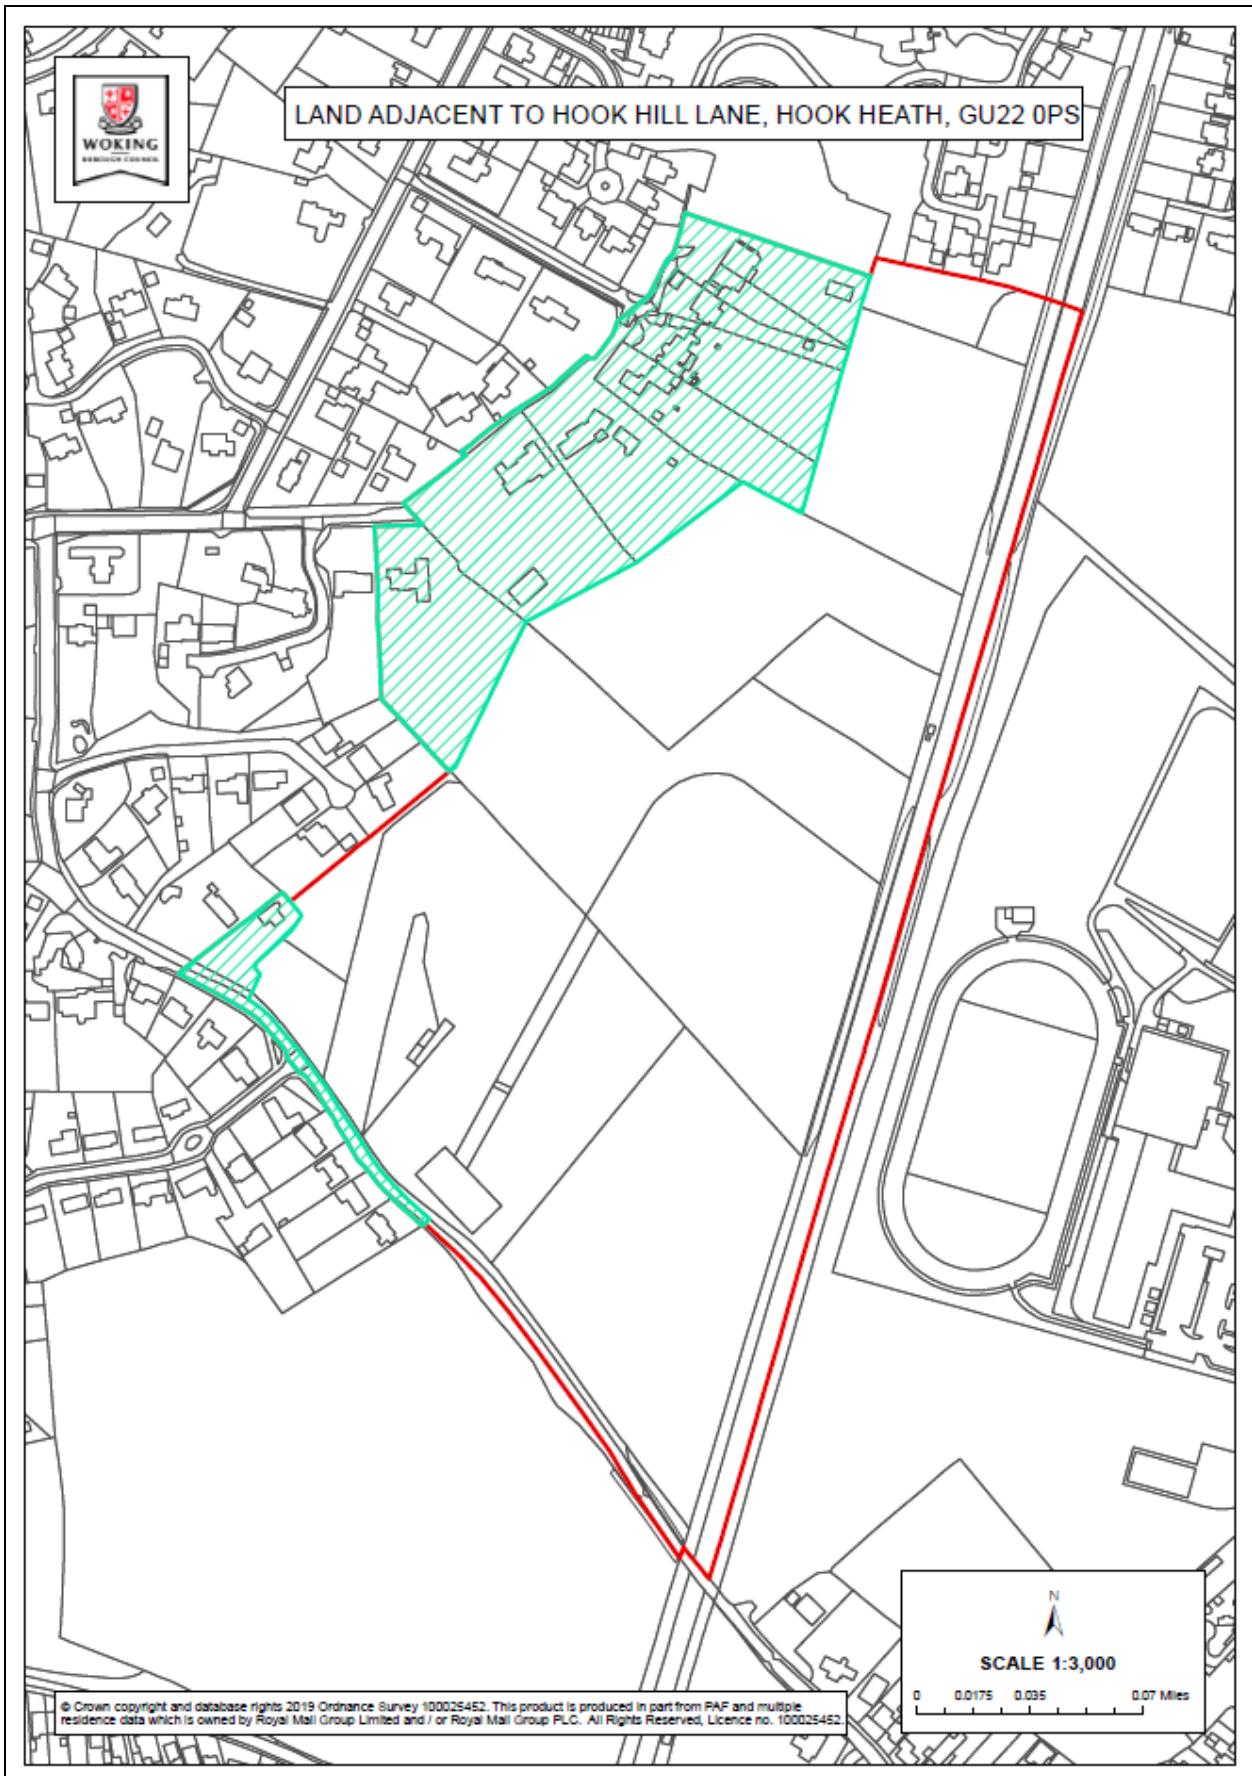 WOKING
BOROUGH COUNCIL
LAND ADJACENT TO HOOK HILL LANE, HOOK HEATH, GU22 0PS
N
SCALE 1:3,000
0 0.0175 0.035 0.07 Miles
© Crown copyright and database rights 2019 Ordnance Survey 100025452. This product is produced in part from PAF and multiple
residence data which is owned by Royal Mail Group Limited and / or Royal Mail Group PLC. All Rights Reserved, Licence no. 100025452.